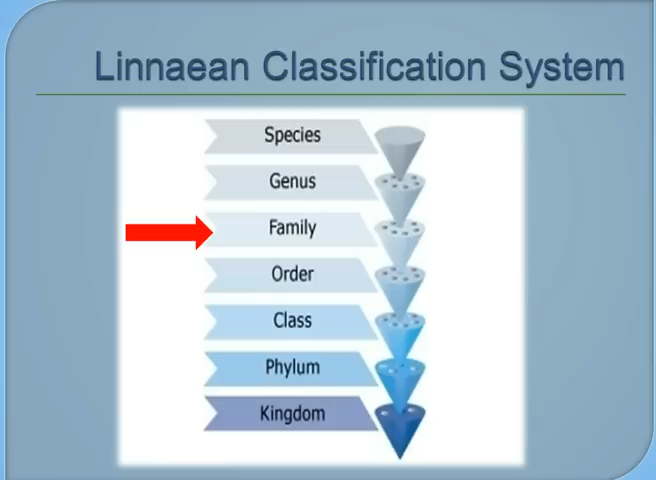 Linnaean Classification System
Species
Genus
Family
Order
Class
Phylum
Kingdom